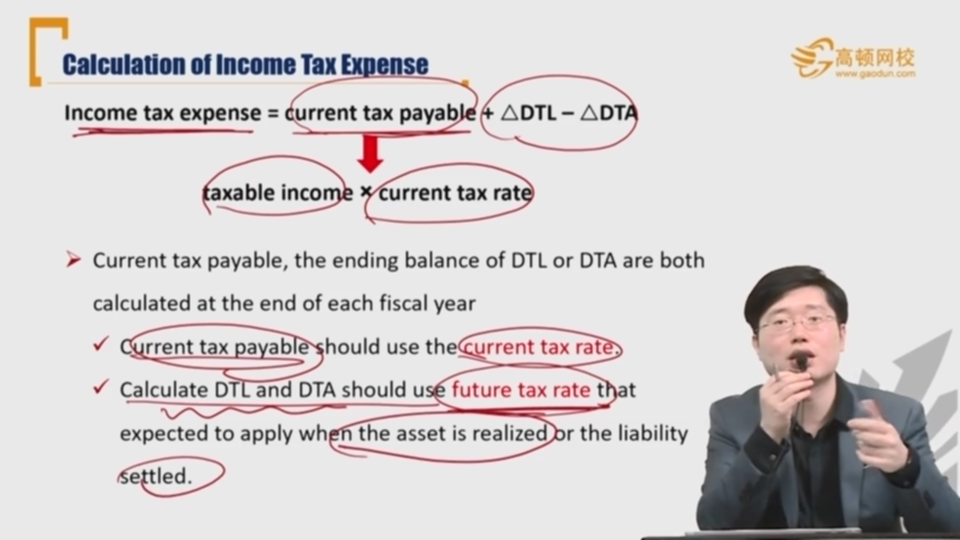 Calculation of Income Tax Expense
高顿网校
www.gaodun.com
Income tax expense = current tax payable + △DTL – △DTA
taxable income × current tax rate
Current tax payable, the ending balance of DTL or DTA are both
calculated at the end of each fiscal year
Current tax payable should use the current tax rate.
Calculate DTL and DTA should use future tax rate that
expected to apply when the asset is realized or the liability
settled.